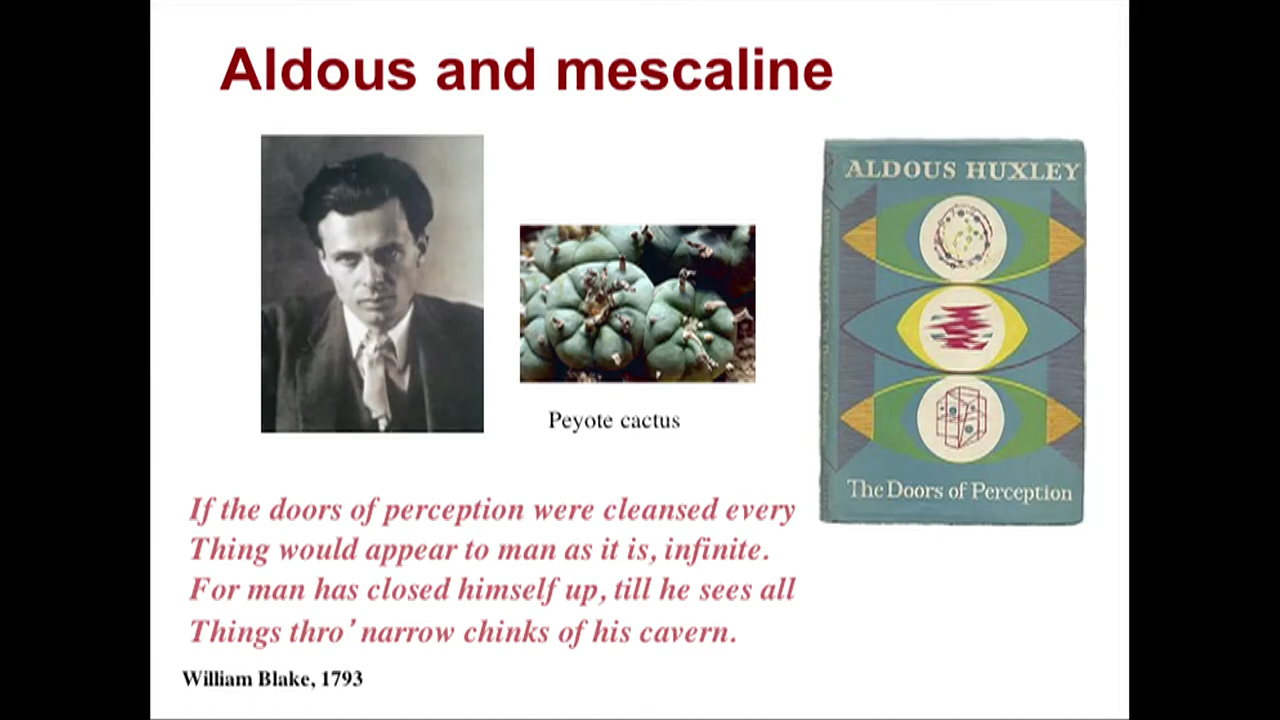 Aldous and mescaline
ALDOUS HUXLEY
Peyote cactus
The Doors of Perception
If the doors of perception were cleansed every
Thing would appear to man as it is, infinite.
For man has closed himself up, till he sees all
Things thro’ narrow chinks of his cavern.
William Blake, 1793